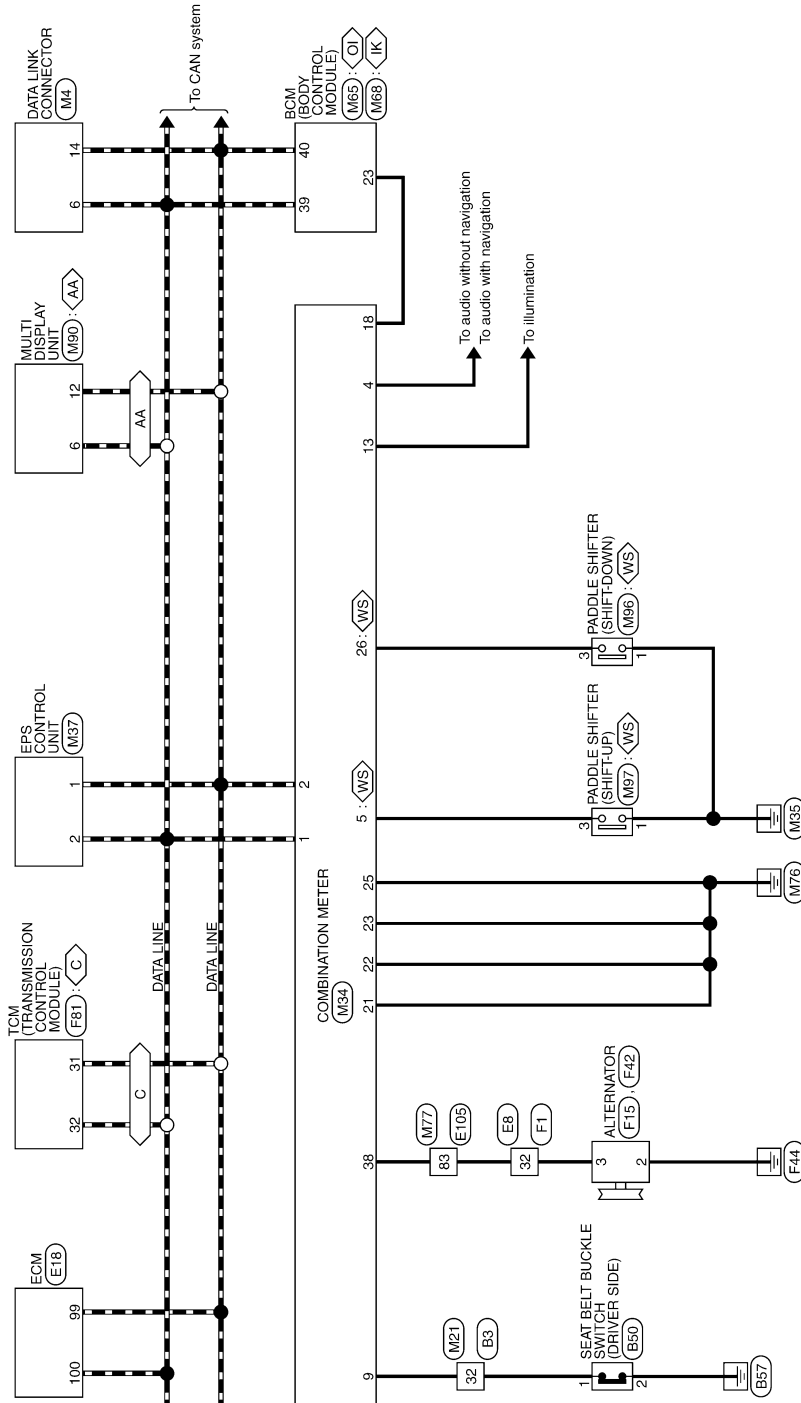 DATA LINK
CONNECTOR
M4
14
6
To CAN system
BCM
(BODY
CONTROL
MODULE)
M65 : OI
M68 : IK
40
39
23
MULTI
DISPLAY
UNIT
M90 : AA
12
6
AA
18
4
13
To audio without navigation
To audio with navigation
To illumination
EPS
CONTROL
UNIT
M37
1
2
2
1
26 : WS
5 : WS
PADDLE SHIFTER
(SHIFT-DOWN)
M96 : WS
3
1
PADDLE SHIFTER
(SHIFT-UP)
M97 : WS
3
1
M35
TCM
(TRANSMISSION
CONTROL
MODULE)
F81 : C
31
32
C
DATA LINE
DATA LINE
COMBINATION METER
M34
25
23
22
21
M76
38
M77
83
E105
E8
32
F1
ALTERNATOR
F15 , F42
3
2
F44
ECM
E18
99
100
9
M21
32
B3
SEAT BELT BUCKLE
SWITCH
(DRIVER SIDE)
B50
1
2
B57